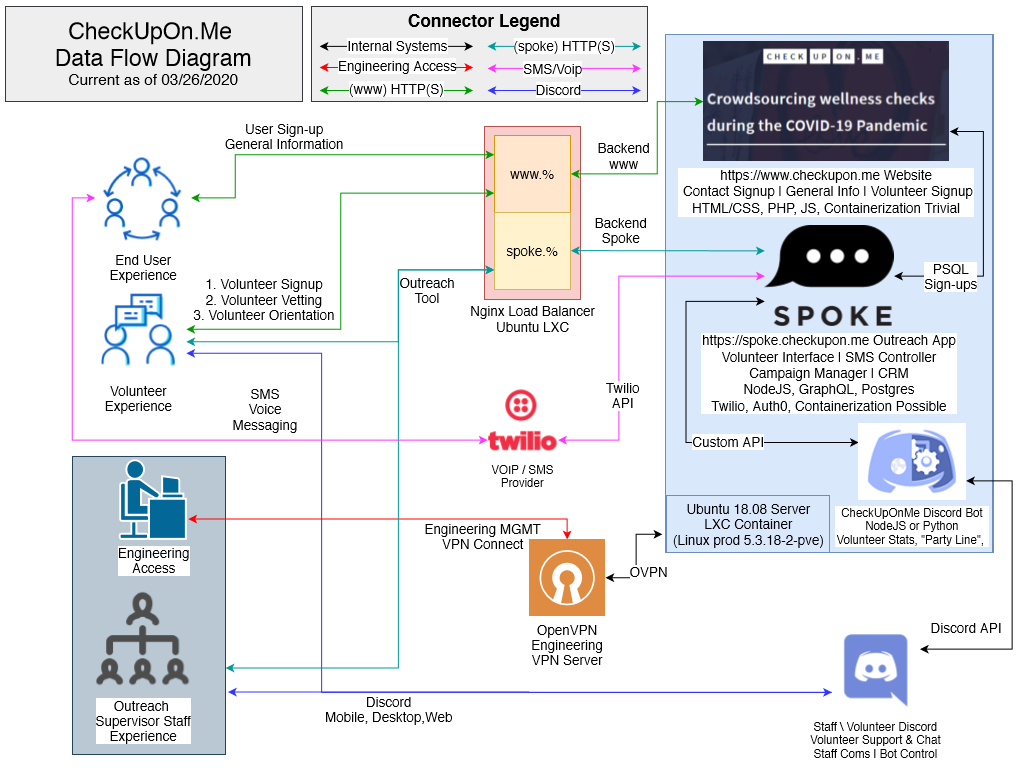 CheckUpOn.Me
Data Flow Diagram
Current as of 03/26/2020
Connector Legend
Internal Systems
(spoke) HTTP(S)
Engineering Access
SMS/Voip
(www) HTTP(S)
Discord
CHECK UP ON .ME
Crowdsourcing wellness checks
during the COVID-19 Pandemic
User Sign-up
General Information
www.%
spoke.%
Backend
www
Backend
Spoke
https://www.checkupon.me Website
Contact Signup | General Info | Volunteer Signup
HTML/CSS, PHP, JS, Containerization Trivial
End User
Experience
1. Volunteer Signup
2. Volunteer Vetting
3. Volunteer Orientation
Outreach
Tool
Nginx Load Balancer
Ubuntu LXC
PSQL
Sign-ups
SPOKE
https://spoke.checkupon.me Outreach App
Volunteer Interface | SMS Controller
Campaign Manager | CRM
NodeJS, GraphQL, Postgres
Twilio, Auth0, Containerization Possible
Volunteer
Experience
SMS
Voice
Messaging
Twilio
API
twilio
VOIP / SMS
Provider
Custom API
CheckUpOnMe Discord Bot
NodeJS or Python
Volunteer Stats, "Party Line",
Ubuntu 18.08 Server
LXC Container
(Linux prod 5.3.18-2-pve)
Engineering
Access
Engineering MGMT
VPN Connect
OVPN
OpenVPN
Engineering
VPN Server
Discord API
Outreach
Supervisor Staff
Experience
Discord
Mobile, Desktop,Web
Staff \ Volunteer Discord
Volunteer Support & Chat
Staff Coms | Bot Control